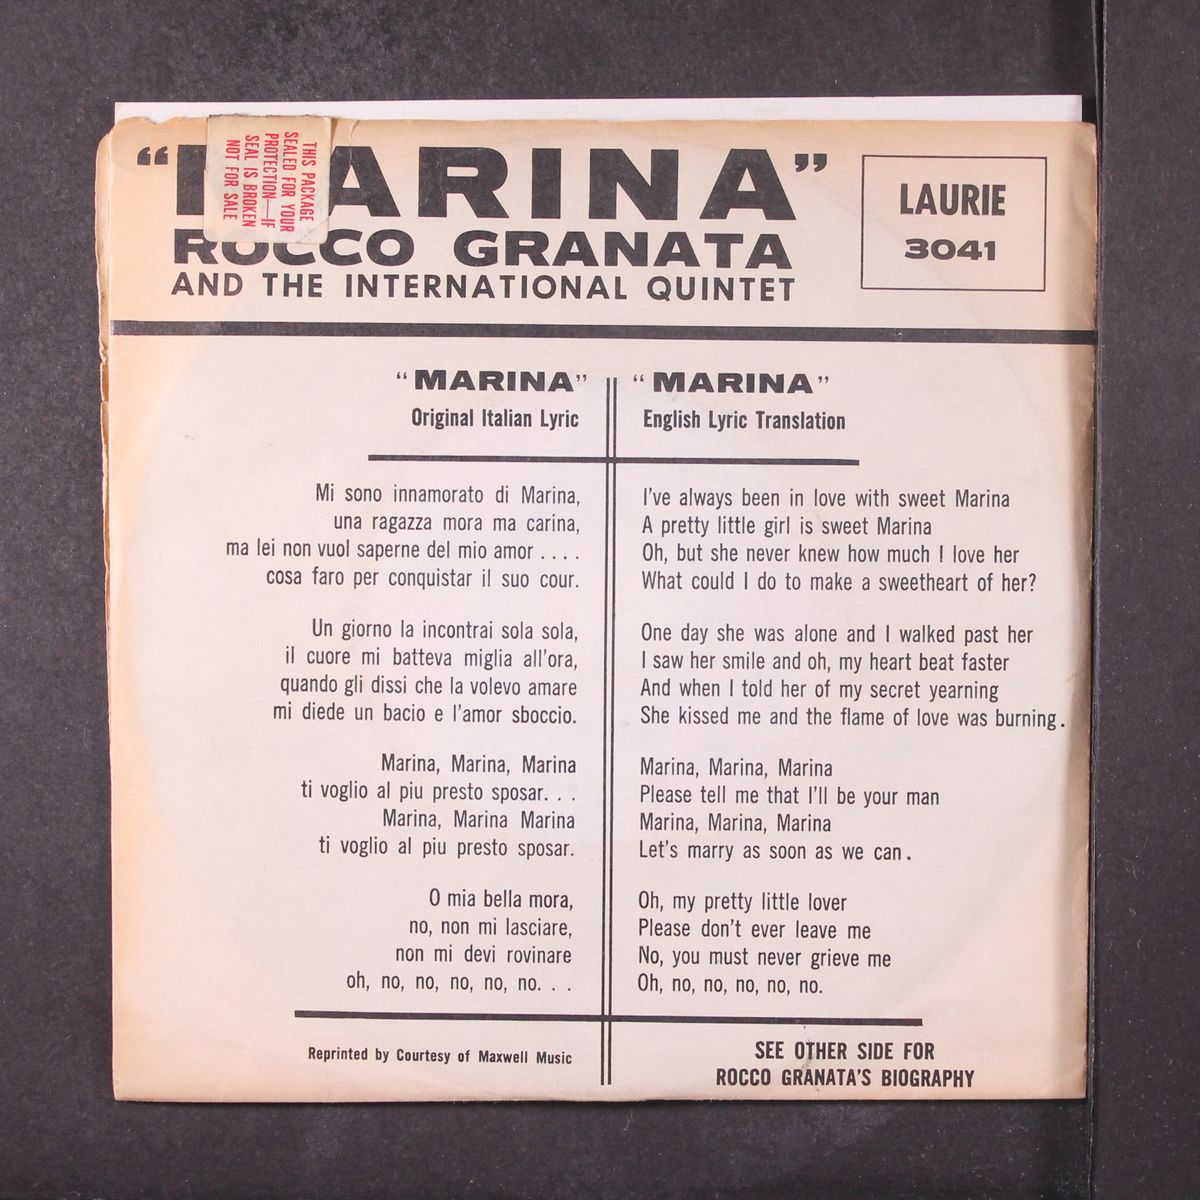 "MARINA"
ROCCO GRANATA
AND THE INTERNATIONAL QUINTET
LAURIE
3041
THIS PACKAGE
SEALED FOR YOUR
PROTECTION—IF
SEAL IS BROKEN
NOT FOR SALE
"MARINA"
Original Italian Lyric
Mi sono innamorato di Marina,
una ragazza mora ma carina,
ma lei non vuol saperne del mio amor . . . .
cosa faro per conquistar il suo cour.
Un giorno la incontrai sola sola,
il cuore mi batteva miglia all'ora,
quando gli dissi che la volevo amare
mi diede un bacio e l'amor sboccio.
Marina, Marina, Marina
ti voglio al piu presto sposar. . .
Marina, Marina Marina
ti voglio al piu presto sposar.
O mia bella mora,
no, non mi lasciare,
non mi devi rovinare
oh, no, no, no, no, no. . .
Reprinted by Courtesy of Maxwell Music
"MARINA"
English Lyric Translation
I've always been in love with sweet Marina
A pretty little girl is sweet Marina
Oh, but she never knew how much I love her
What could I do to make a sweetheart of her?
One day she was alone and I walked past her
I saw her smile and oh, my heart beat faster
And when I told her of my secret yearning
She kissed me and the flame of love was burning.
Marina, Marina, Marina
Please tell me that I'll be your man
Marina, Marina, Marina
Let's marry as soon as we can.
Oh, my pretty little lover
Please don't ever leave me
No, you must never grieve me
Oh, no, no, no, no, no.
SEE OTHER SIDE FOR
ROCCO GRANATA'S BIOGRAPHY